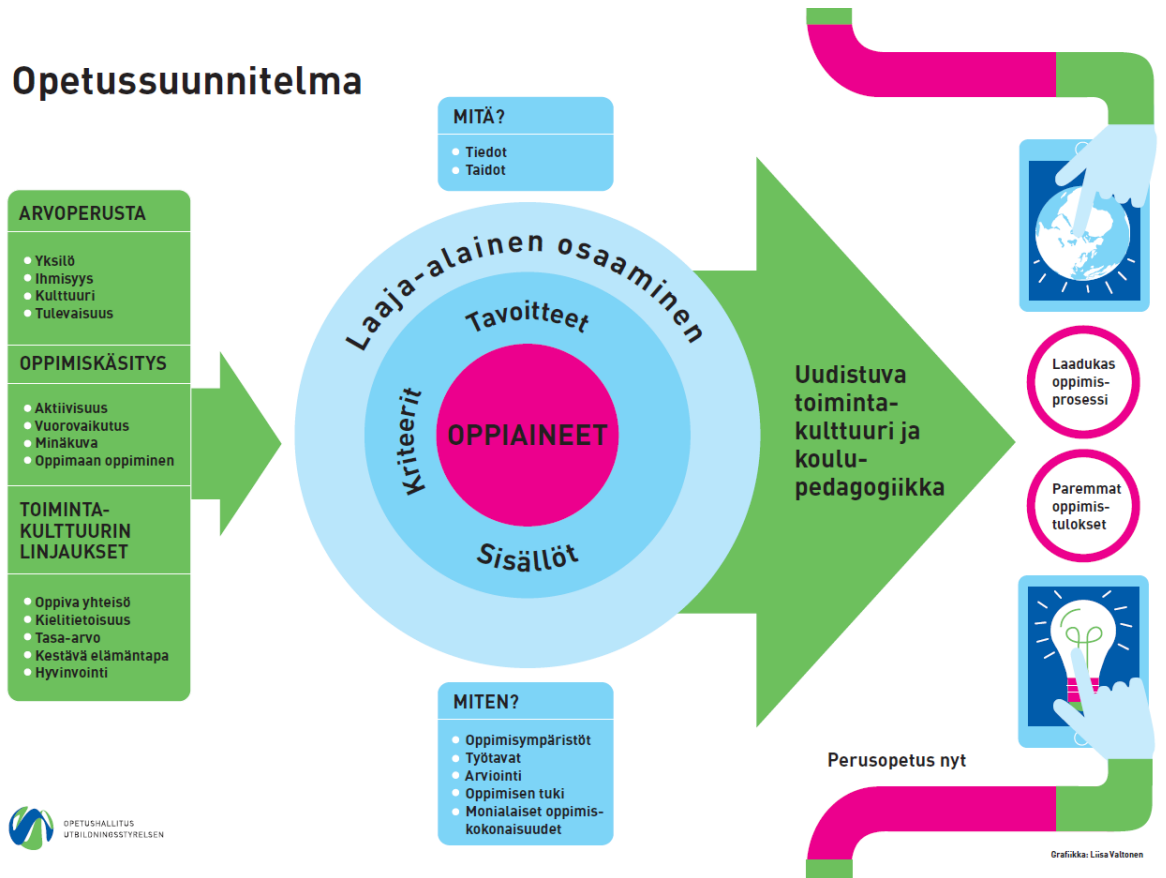 Opetussuunnitelma
ARVOPERUSTA
Yksilö
Ihmisyys
Kulttuuri
Tulevaisuus
OPPIMISKÄSITYS
Aktiivisuus
Vuorovaikutus
Minäkuva
Oppimaan oppiminen
TOIMINTA-
KULTTUURIN
LINJAUKSET
Oppiva yhteisö
Kielitietoisuus
Tasa-arvo
Kestävä elämäntapa
Hyvinvointi
MITÄ?
Tiedot
Taidot
Laaja-alainen osaaminen
Tavoitteet
Kriteerit
OPPIAINEET
Sisällöt
MITEN?
Oppimisympäristöt
Työtavat
Arviointi
Oppimisen tuki
Monialaiset oppimis-
kokonaisuudet
Uudistuva
toiminta-
kulttuuri ja
koulu-
pedagogiikka
Laadukas
oppimis-
prosessi
Paremmat
oppimis-
tulokset
Perusopetus nyt
OPETUSHALLITUS
UTBILDNINGSSTYRELSEN
Grafiikka: Liisa Valtonen